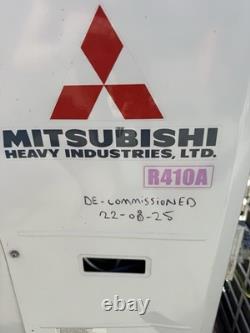 MITSUBISHI
HEAVY INDUSTRIES, LTD.
R410A
DE-COMMISSIONED
22-08-25
ebay